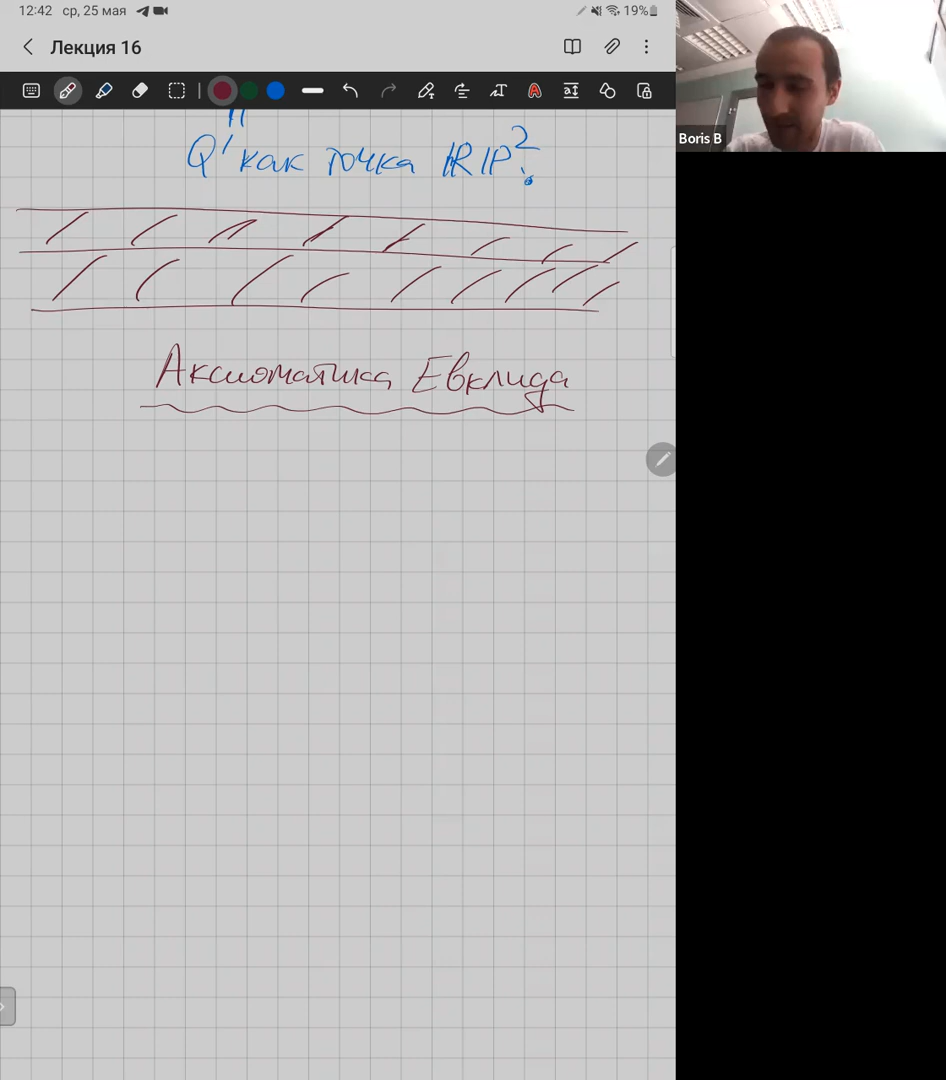 12:42 ср, 25 мая 19%
Лекция 16
Boris B
Q' как точка ℝℙ²?
Аксиоматика Евклида